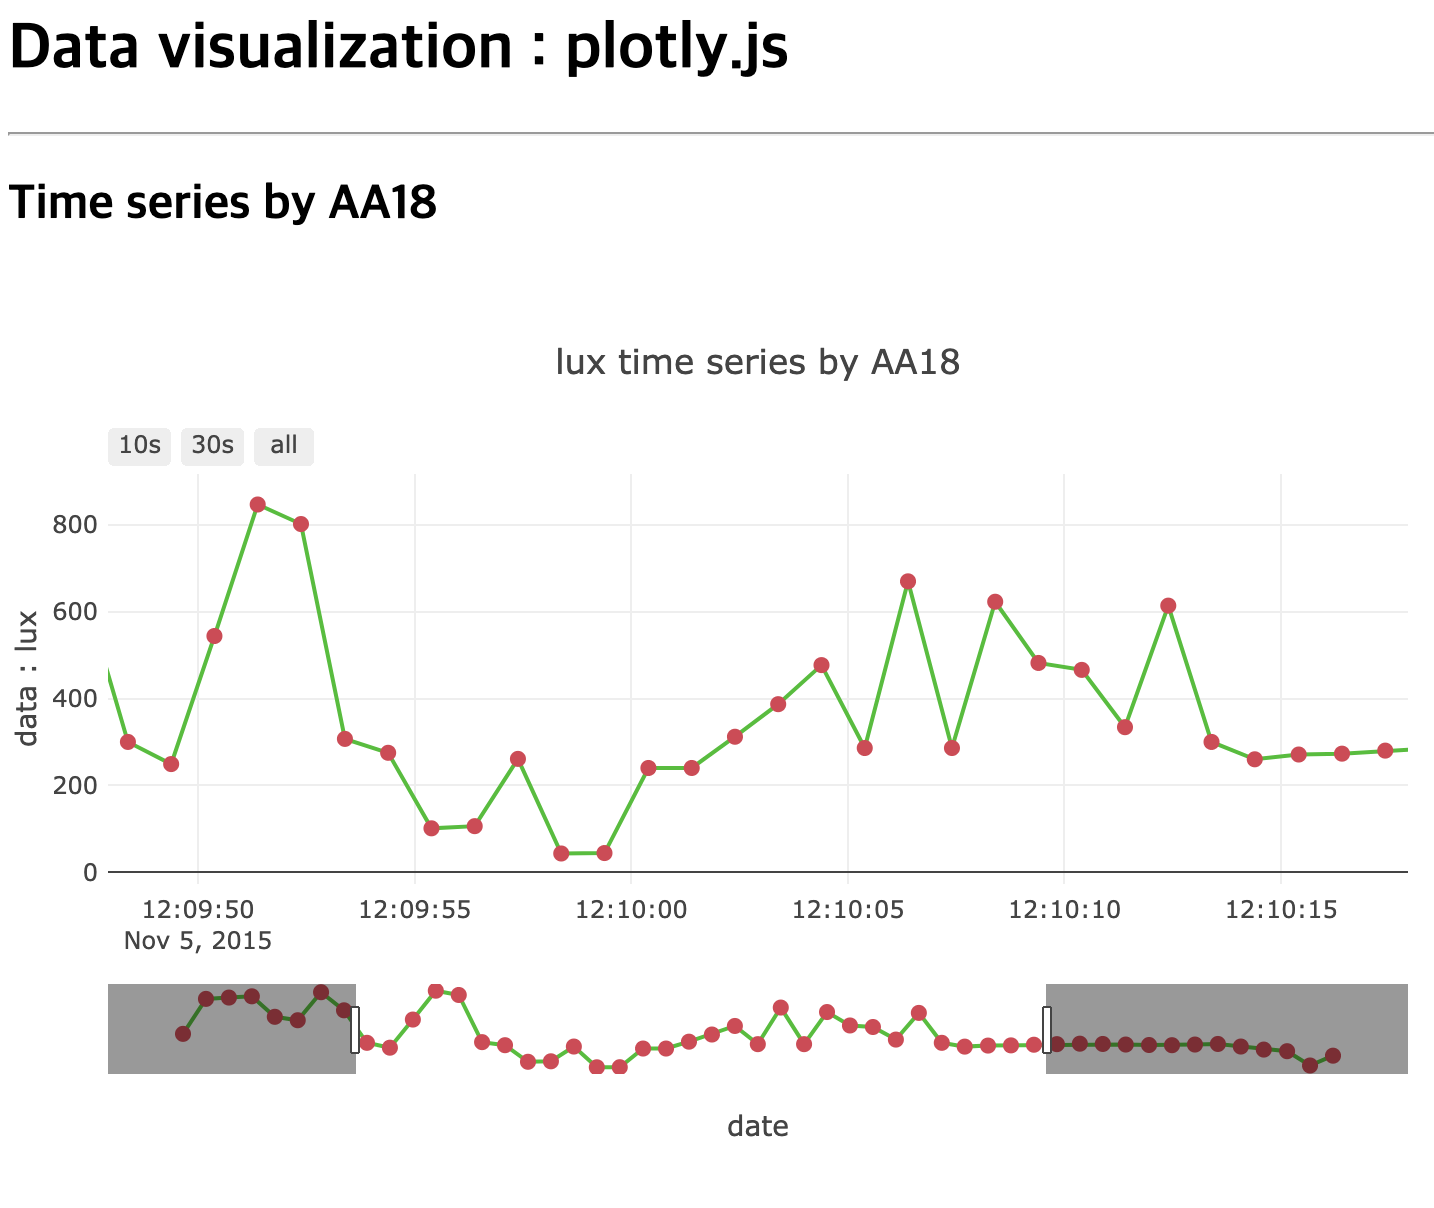 Data visualization : plotly.js
Time series by AA18
lux time series by AA18
10s 30s all
800
600
400
200
0
data : lux
12:09:50 12:09:55 12:10:00 12:10:05 12:10:10 12:10:15
Nov 5, 2015
date